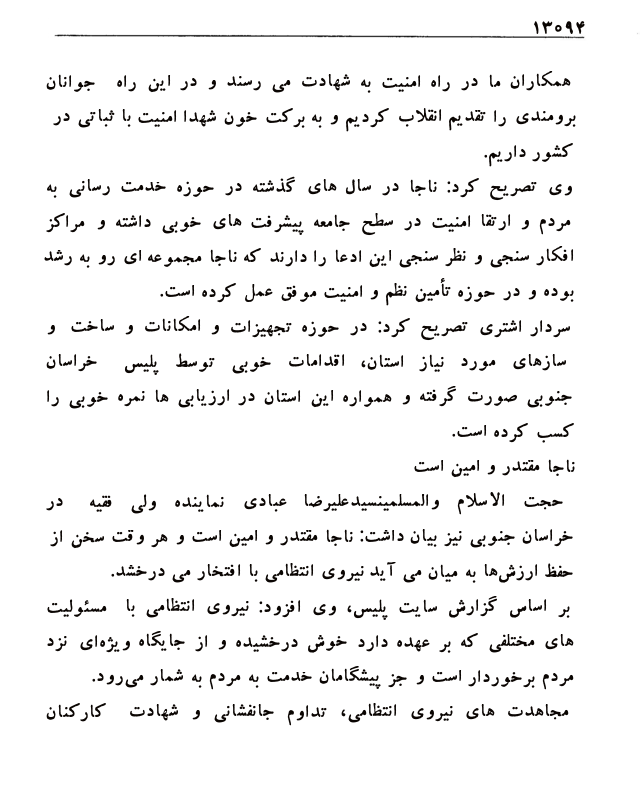 ۱۳۰۹۴
همکاران ما در راه امنیت به شهادت می رسند و در این راه جوانان
برومندی را تقدیم انقلاب کردیم و به برکت خون شهدا امنیت با ثباتی در
کشور داریم.
وی تصریح کرد: ناجا در سال های گذشته در حوزه خدمت رسانی به
مردم و ارتقا امنیت در سطح جامعه پیشرفت های خوبی داشته و مراکز
افکار سنجی و نظر سنجی این ادعا را دارند که ناجا مجموعه ای رو به رشد
بوده و در حوزه تأمین نظم و امنیت موفق عمل کرده است.
سردار اشتری تصریح کرد: در حوزه تجهیزات و امکانات و ساخت و
سازهای مورد نیاز استان، اقدامات خوبی توسط پلیس خراسان
جنوبی صورت گرفته و همواره این استان در ارزیابی ها نمره خوبی را
کسب کرده است.
ناجا مقتدر و امین است
حجت الاسلام والمسلمینسیدعلیرضا عبادی نماینده ولی فقیه در
خراسان جنوبی نیز بیان داشت: ناجا مقتدر و امین است و هر وقت سخن از
حفظ ارزش‌ها به میان می آید نیروی انتظامی با افتخار می درخشد.
بر اساس گزارش سایت پلیس، وی افزود: نیروی انتظامی با مسئولیت
های مختلفی که بر عهده دارد خوش درخشیده و از جایگاه ویژه‌ای نزد
مردم برخوردار است و جز پیشگامان خدمت به مردم به شمار می‌رود.
مجاهدت های نیروی انتظامی، تداوم جانفشانی و شهادت کارکنان